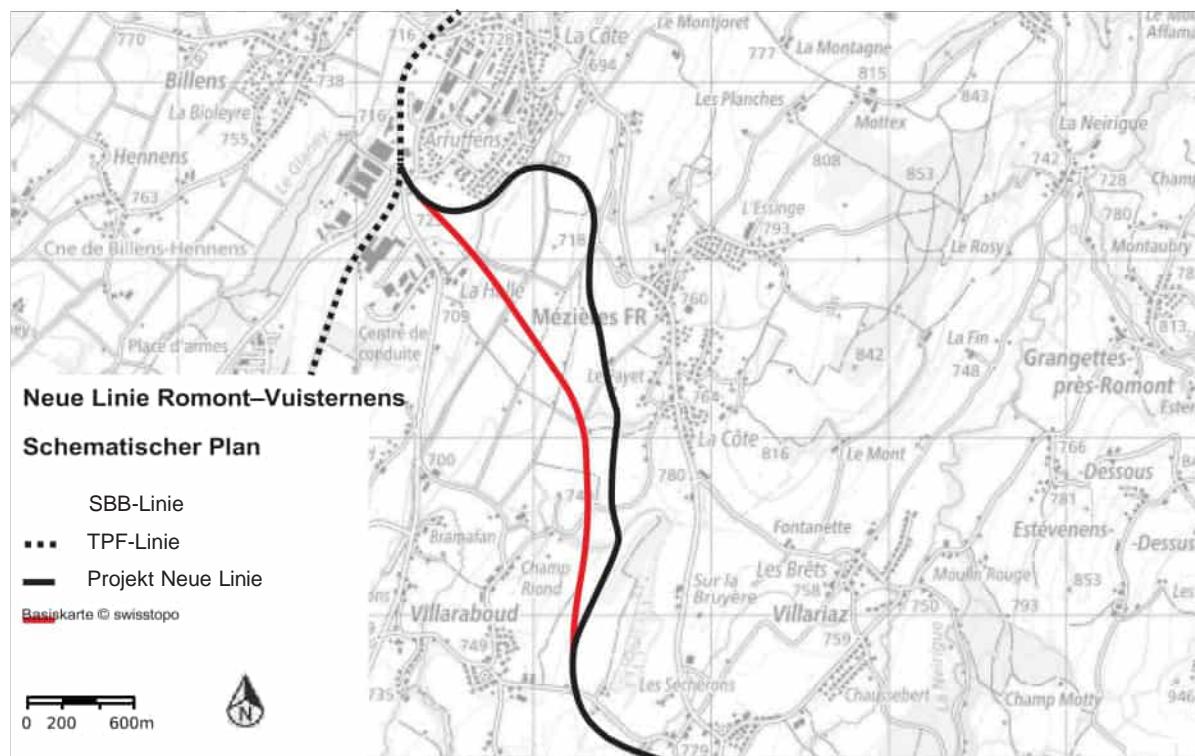 716
728
La Côte
694
Le Montjoret
777
La Montagne
815
770
Billens
738
La Bioleyre
755
716
Arruffens
Les Planches
Mottex
843
La Neirigue
Hennens
763
Le Glaney
808
853
742
728
Cne de Billens-Hennens
718
L'Essinge
793
Le Rosy
780
Montaubry
La Halle
709
Mézières FR
760
813
Place d'armes
Centre de
conduite
842
La Fin
748
Grangettes-
près-Romont
764
La Côte
816
Le Mont
766
-Dessous
Neue Linie Romont–Vuisternens
Schematischer Plan
SBB-Linie
TPF-Linie
Projekt Neue Linie
Basiskarte © swisstopo
0 200 600m
N
700
780
781
Bramafan
Fontanette
Estévenens-
-Dessus
Champ
Riond
Sur la
Bruyère
Les Brêts
758
Moulin Rouge
853
Villaraboud
Villariaz
750
793
749
759
La Neirigue
735
Les Sécherons
Chaussebert
Champ Motty
946
779